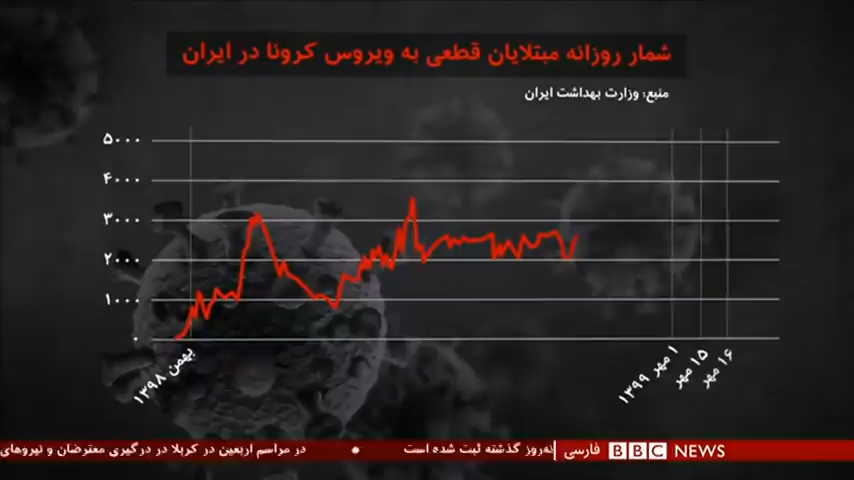 شمار روزانه مبتلایان قطعی به ویروس کرونا در ایران
منبع: وزارت بهداشت ایران
۵۰۰۰
۴۰۰۰
۳۰۰۰
۲۰۰۰
۱۰۰۰
۰
بهمن ۱۳۹۸
۱ مهر ۱۳۹۹
۱۵ مهر
۱۶ مهر
BBC NEWS فارسی
روز گذشته ثبت شده است • در مراسم اربعین در کربلا در درگیری معترضان و نیروهای